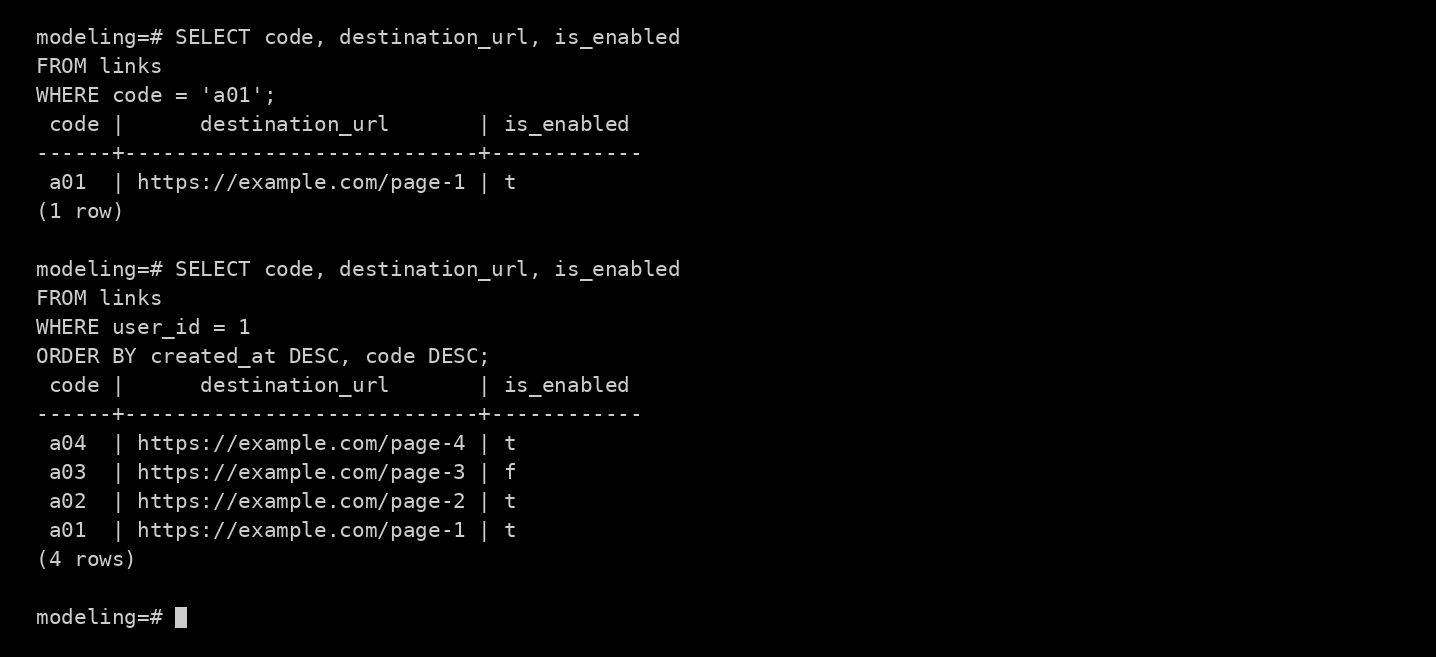 modeling=# SELECT code, destination_url, is_enabled
FROM links
WHERE code = 'a01';
 code |      destination_url       | is_enabled
------+----------------------------+------------
 a01  | https://example.com/page-1 | t
(1 row)

modeling=# SELECT code, destination_url, is_enabled
FROM links
WHERE user_id = 1
ORDER BY created_at DESC, code DESC;
 code |      destination_url       | is_enabled
------+----------------------------+------------
 a04  | https://example.com/page-4 | t
 a03  | https://example.com/page-3 | f
 a02  | https://example.com/page-2 | t
 a01  | https://example.com/page-1 | t
(4 rows)

modeling=#